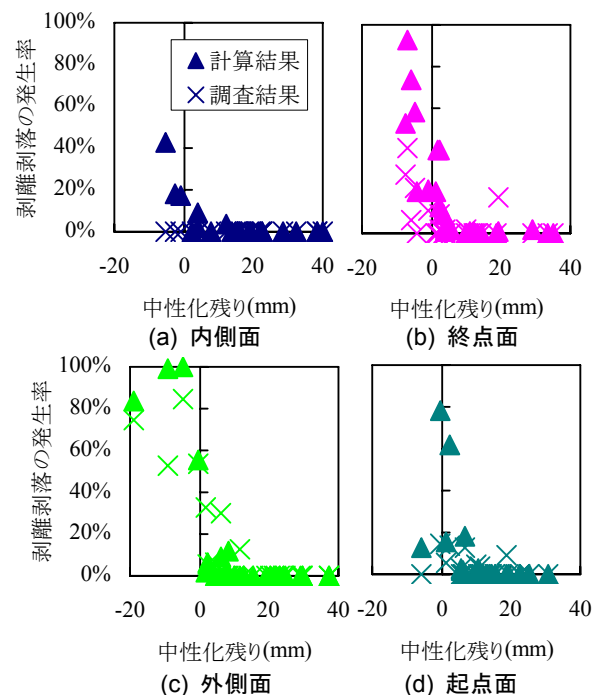 100%
80%
60%
40%
20%
0%
剥離剥落の発生率
計算結果
調査結果
-20 0 20 40
中性化残り(mm)
(a) 内側面
-20 0 20 40
中性化残り(mm)
(b) 終点面
100%
80%
60%
40%
20%
0%
剥離剥落の発生率
-20 0 20 40
中性化残り(mm)
(c) 外側面
-20 0 20 40
中性化残り(mm)
(d) 起点面